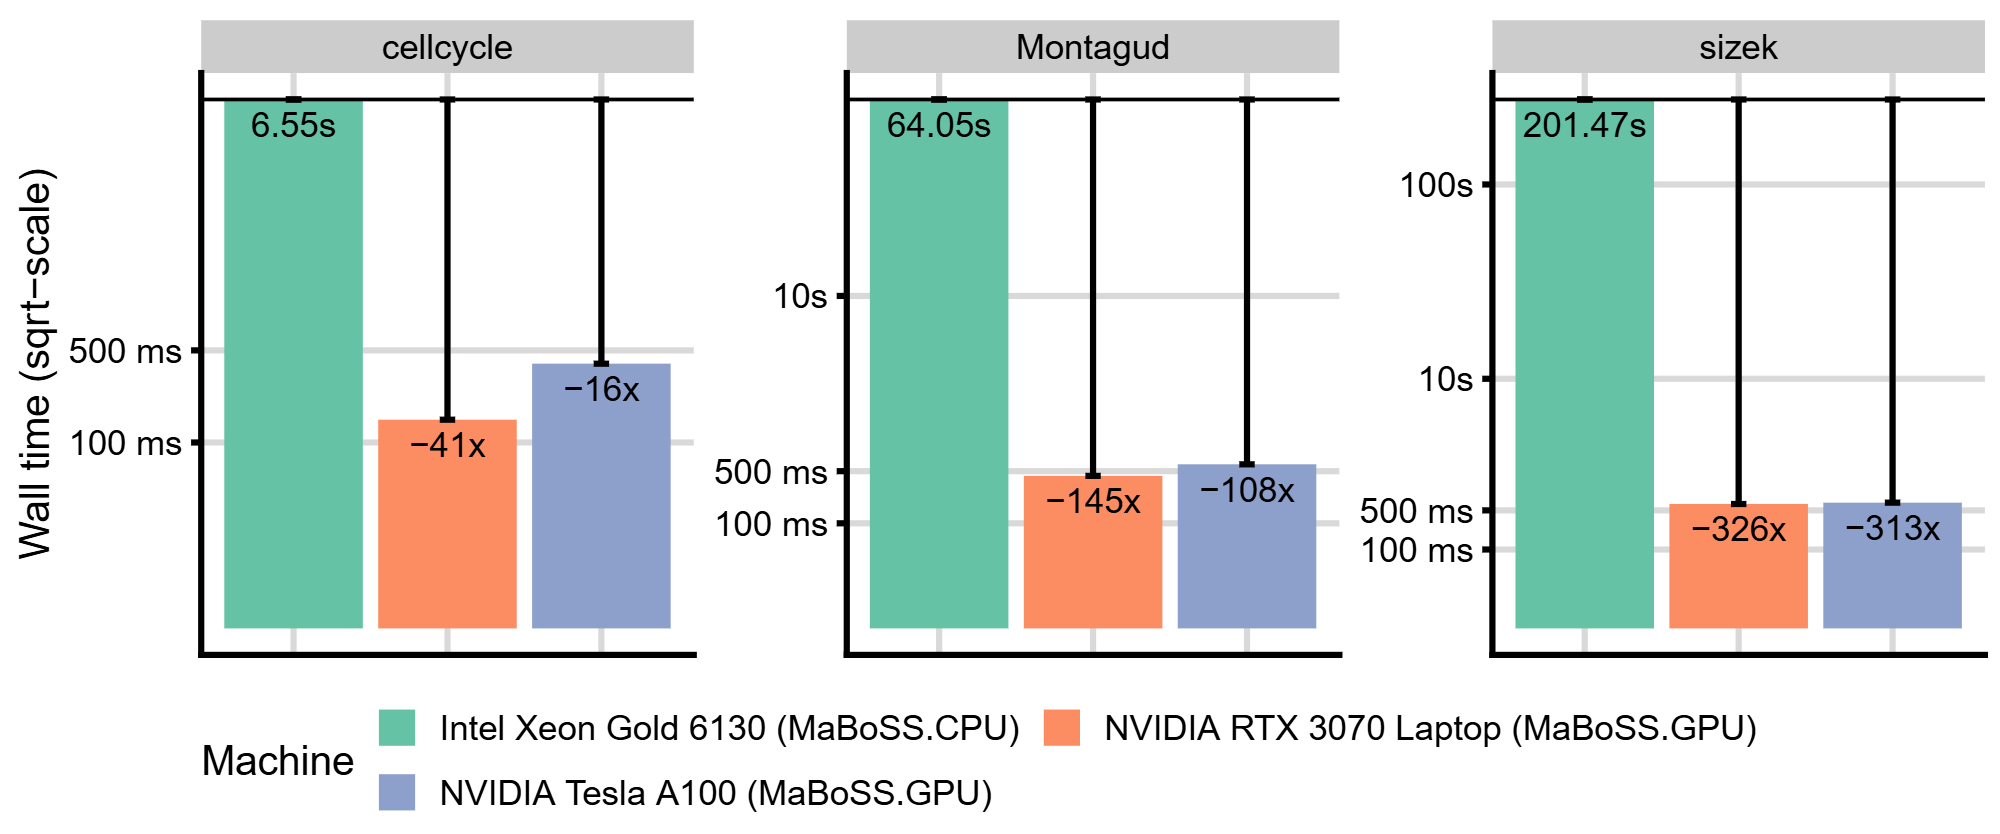 cellcycle
Montagud
sizek
Wall time (sqrt−scale)
500 ms
100 ms
6.55s
−41x
−16x
10s
500 ms
100 ms
64.05s
−145x
−108x
100s
10s
500 ms
100 ms
201.47s
−326x
−313x
Machine
Intel Xeon Gold 6130 (MaBoSS.CPU)
NVIDIA RTX 3070 Laptop (MaBoSS.GPU)
NVIDIA Tesla A100 (MaBoSS.GPU)